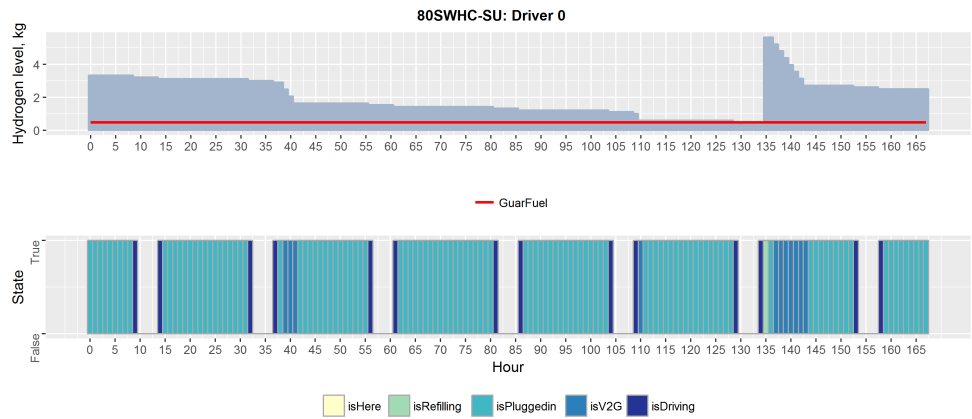 80SWHC-SU: Driver 0
Hydrogen level, kg
4
2
0
0 5 10 15 20 25 30 35 40 45 50 55 60 65 70 75 80 85 90 95 100 105 110 115 120 125 130 135 140 145 150 155 160 165
GuarFuel
State
True
False
0 5 10 15 20 25 30 35 40 45 50 55 60 65 70 75 80 85 90 95 100 105 110 115 120 125 130 135 140 145 150 155 160 165
Hour
isHere isRefilling isPluggedin isV2G isDriving